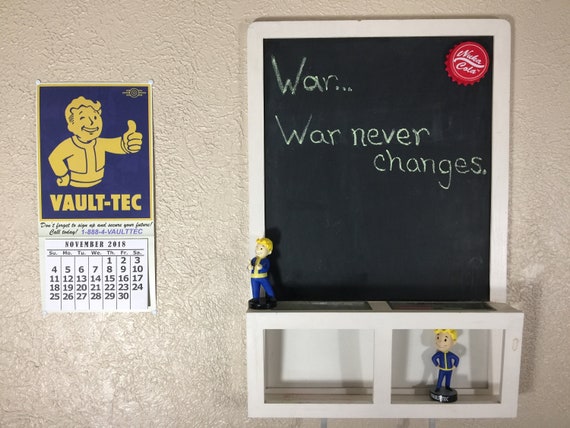 VAULT-TEC
Don't forget to sign up and secure your future!
Call today! 1-888-4-VAULTTEC
NOVEMBER 2018
Su. Mo. Tu. We. Th. Fr. Sa.
1 2 3
4 5 6 7 8 9 10
11 12 13 14 15 16 17
18 19 20 21 22 23 24
25 26 27 28 29 30
War...
War never
changes.
Nuka
Cola